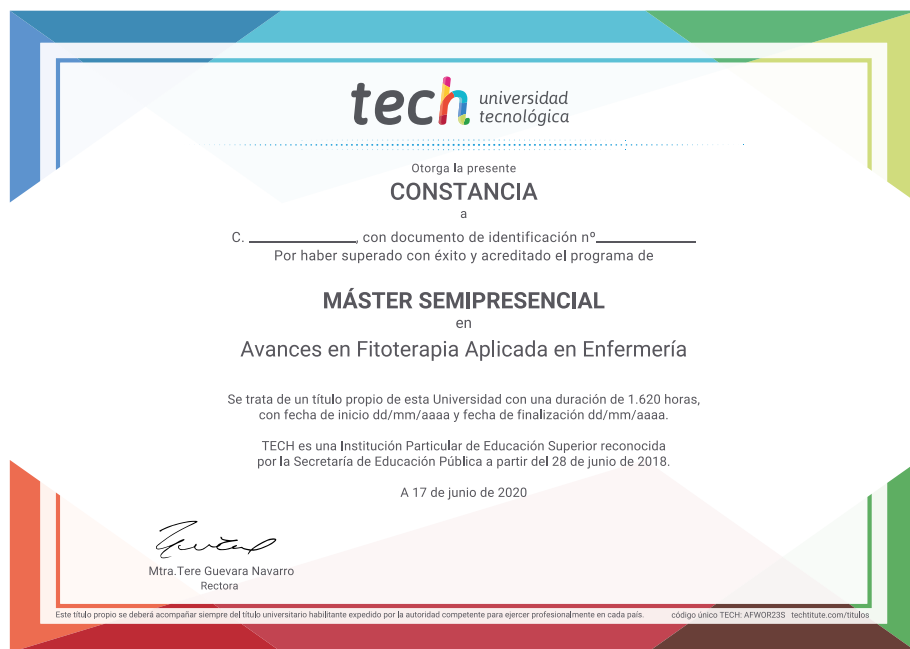 tech universidad
tecnológica
Otorga la presente
CONSTANCIA
a
C. ____________, con documento de identificación nº____________
Por haber superado con éxito y acreditado el programa de
MÁSTER SEMIPRESENCIAL
en
Avances en Fitoterapia Aplicada en Enfermería
Se trata de un título propio de esta Universidad con una duración de 1.620 horas,
con fecha de inicio dd/mm/aaaa y fecha de finalización dd/mm/aaaa.
TECH es una Institución Particular de Educación Superior reconocida
por la Secretaría de Educación Pública a partir del 28 de junio de 2018.
A 17 de junio de 2020
Mtra.Tere Guevara Navarro
Rectora
Este título propio se deberá acompañar siempre del título universitario habilitante expedido por la autoridad competente para ejercer profesionalmente en cada país. código único TECH: AFWOR23S techtitute.com/titulos